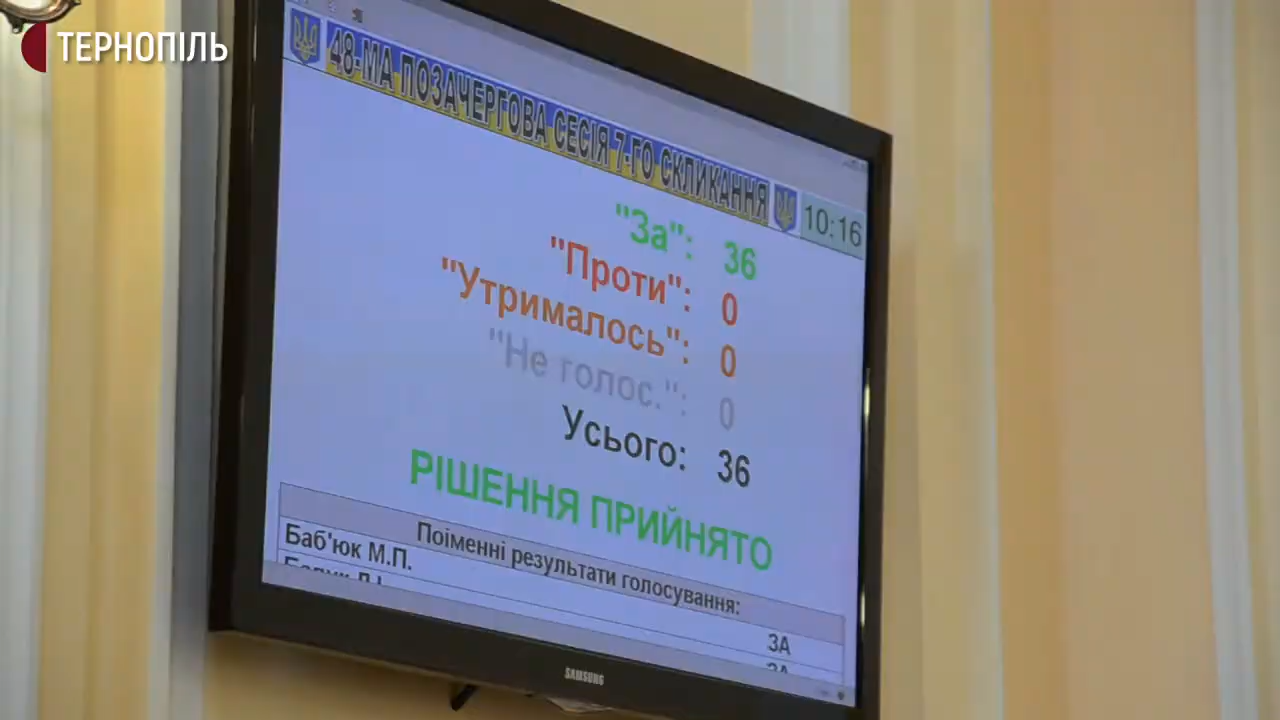 ТЕРНОПІЛЬ
48-МА ПОЗАЧЕРГОВА СЕСІЯ 7-ГО СКЛИКАННЯ
10:16
"За": 36
"Проти": 0
"Утрималось": 0
"Не голос.": 0
Усього: 36
РІШЕННЯ ПРИЙНЯТО
Поіменні результати голосування:
Баб'юк М.П. ЗА
ЗА
SAMSUNG